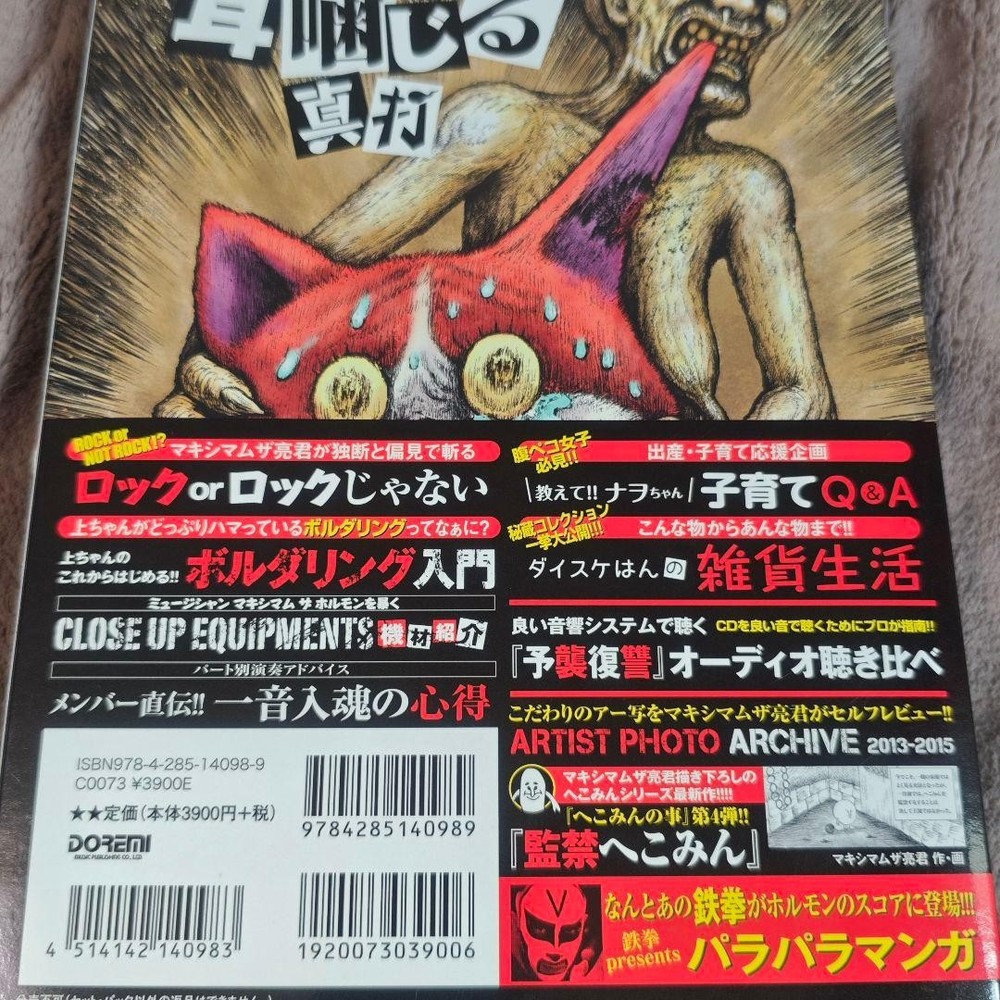 耳噛じる
真打
ROCK or NOT ROCK!?
マキシマムザ亮君が独断と偏見で斬る
ロックorロックじゃない
上ちゃんがどっぷりハマっているボルダリングってなぁに?
上ちゃんの
これからはじめる!!
ボルダリング入門
ミュージシャン マキシマム ザ ホルモンを暴く
CLOSE UP EQUIPMENTS 機材紹介
パート別演奏アドバイス
メンバー直伝!! 一音入魂の心得
腹ペコ女子必見!!
出産・子育て応援企画
\教えて!! ナヲちゃん/ 子育てQ&A
秘蔵コレクション一挙大公開!!!
こんな物からあんな物まで!!
ダイスケはんの雑貨生活
良い音響システムで聴く CDを良い音で聴くためにプロが指南!!
『予襲復讐』オーディオ聴き比べ
こだわりのアー写をマキシマムザ亮君がセルフレビュー!!
ARTIST PHOTO ARCHIVE 2013-2015
マキシマムザ亮君描き下ろしの
へこみんシリーズ最新作!!!!
『へこみんの事』第4弾!!
『監禁へこみん』
マキシマムザ亮君 作・画
なんとあの鉄拳がホルモンのスコアに登場!!!
鉄拳
presents
パラパラマンガ
ISBN978-4-285-14098-9
C0073 ¥3900E
★★定価(本体3900円+税)
DOREMI
9784285140989
4 514142 140983
1920073039006